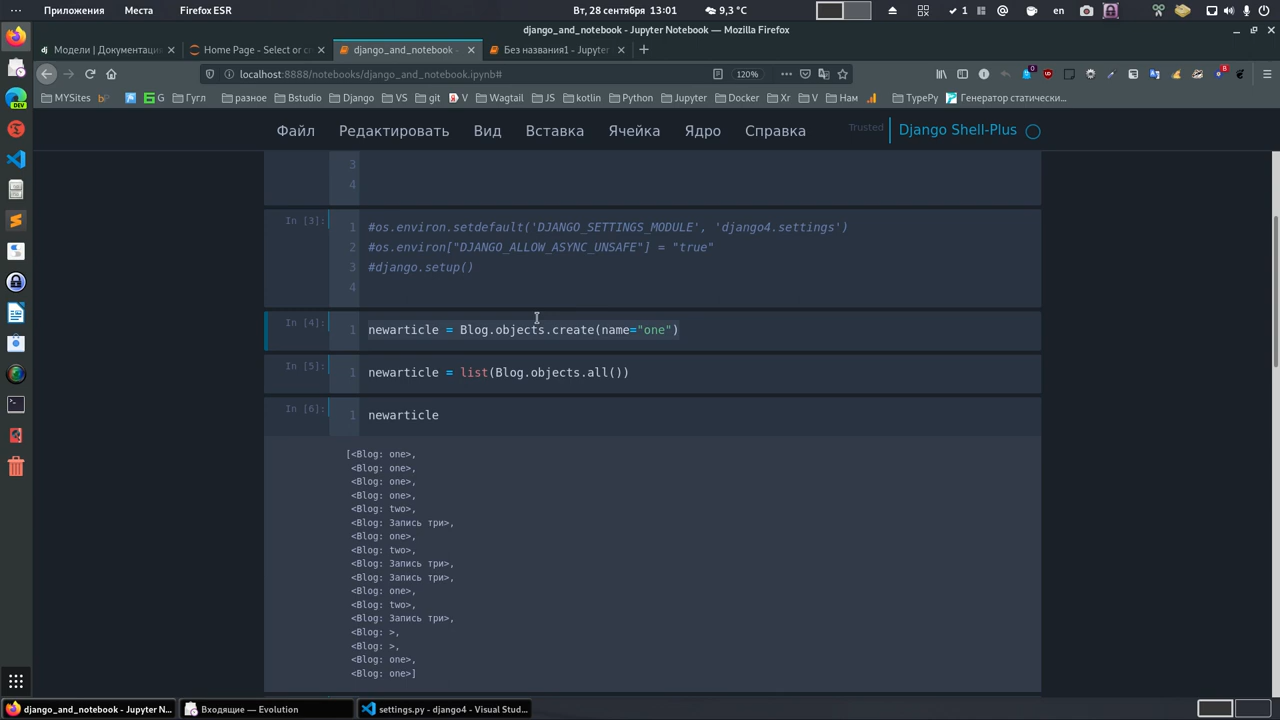 Приложения Места Firefox ESR Вт, 28 сентября 13:01 9,3 °C 1 en
django_and_notebook - Jupyter Notebook — Mozilla Firefox
Модели | Документаци Home Page - Select or c django_and_notebook - Без названия1 - Jupyter
localhost:8888/notebooks/django_and_notebook.ipynb# 120%
MYSites G Гугл разное Bstudio Django VS git V Wagtail JS kotlin Python Jupyter Docker Xr V Нам TypePy Генератор статически...
Файл Редактировать Вид Вставка Ячейка Ядро Справка Trusted Django Shell-Plus
3
4
In [3]: 1 #os.environ.setdefault('DJANGO_SETTINGS_MODULE', 'django4.settings')
2 #os.environ["DJANGO_ALLOW_ASYNC_UNSAFE"] = "true"
3 #django.setup()
4
In [4]: 1 newarticle = Blog.objects.create(name="one")
In [5]: 1 newarticle = list(Blog.objects.all())
In [6]: 1 newarticle
[<Blog: one>,
<Blog: one>,
<Blog: one>,
<Blog: one>,
<Blog: two>,
<Blog: Запись три>,
<Blog: one>,
<Blog: two>,
<Blog: Запись три>,
<Blog: Запись три>,
<Blog: one>,
<Blog: two>,
<Blog: Запись три>,
<Blog: >,
<Blog: >,
<Blog: one>,
<Blog: one>]
django_and_notebook - Jupyter N... Входящие — Evolution settings.py - django4 - Visual Stud...